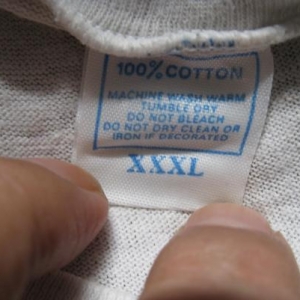 100% COTTON
MACHINE WASH WARM
TUMBLE DRY
DO NOT BLEACH
DO NOT DRY CLEAN OR
IRON IF DECORATED
XXXL